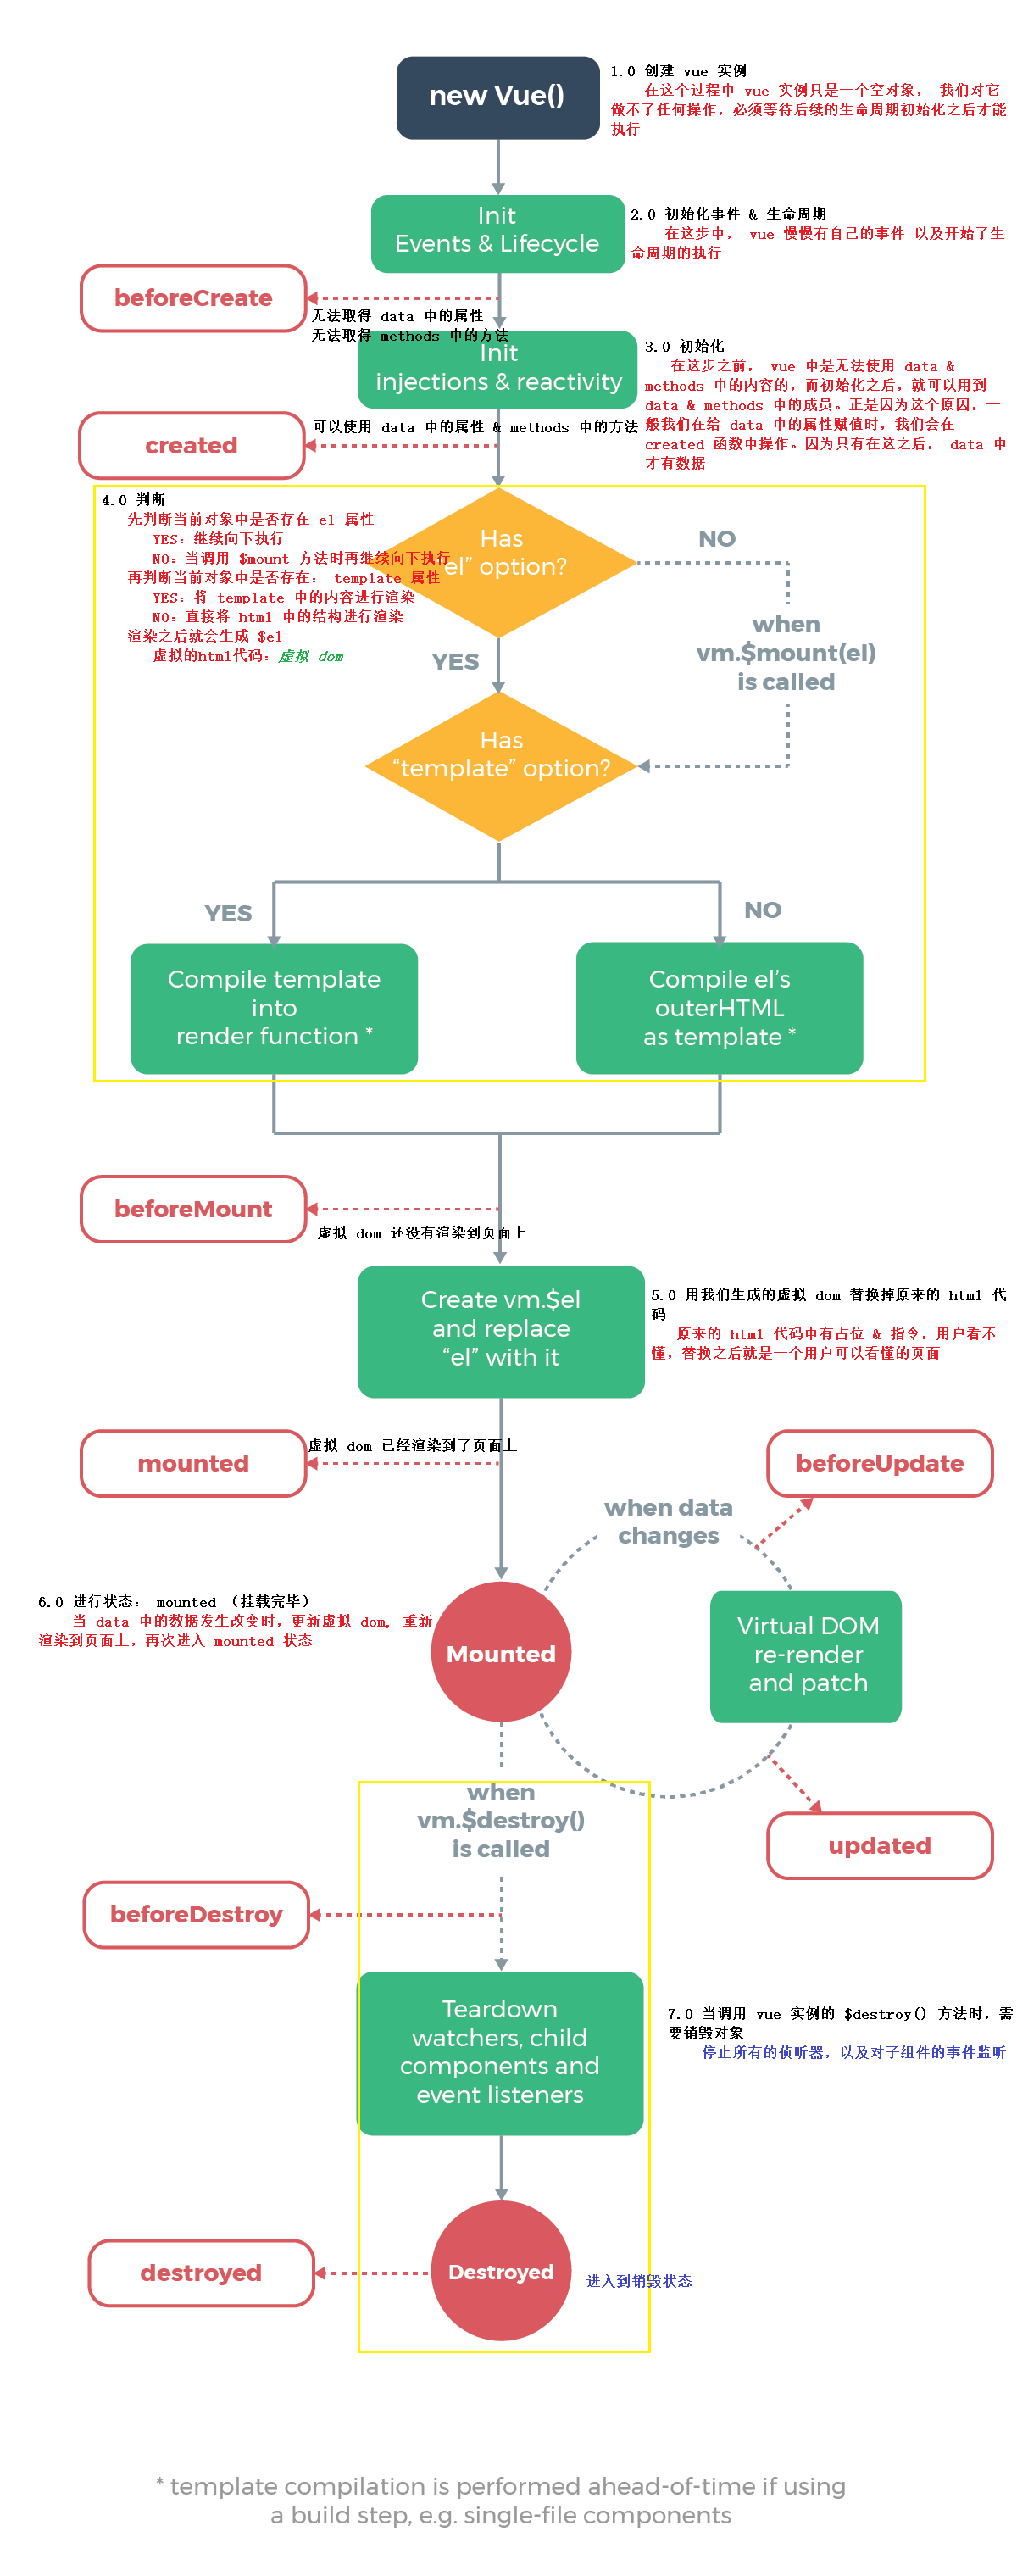 new Vue()
1.0 创建 vue 实例
在这个过程中 vue 实例只是一个空对象， 我们对它
做不了任何操作，必须等待后续的生命周期初始化之后才能
执行
Init
Events & Lifecycle
2.0 初始化事件 & 生命周期
在这步中， vue 慢慢有自己的事件 以及开始了生
命周期的执行
beforeCreate
无法取得 data 中的属性
无法取得 methods 中的方法
Init
injections & reactivity
3.0 初始化
在这步之前， vue 中是无法使用 data &
methods 中的内容的，而初始化之后，就可以用到
data & methods 中的成员。正是因为这个原因，一
般我们在给 data 中的属性赋值时，我们会在
created 函数中操作。因为只有在这之后， data 中
才有数据
created
可以使用 data 中的属性 & methods 中的方法
4.0 判断
先判断当前对象中是否存在 el 属性
YES：继续向下执行
NO：当调用 $mount 方法时再继续向下执行
再判断当前对象中是否存在： template 属性
YES：将 template 中的内容进行渲染
NO：直接将 html 中的结构进行渲染
渲染之后就会生成 $el
虚拟的html代码：虚拟 dom
Has
el” option?
NO
when
vm.$mount(el)
is called
YES
Has
“template” option?
YES
NO
Compile template
into
render function *
Compile el’s
outerHTML
as template *
beforeMount
虚拟 dom 还没有渲染到页面上
Create vm.$el
and replace
“el” with it
5.0 用我们生成的虚拟 dom 替换掉原来的 html 代
码
原来的 html 代码中有占位 & 指令，用户看不
懂，替换之后就是一个用户可以看懂的页面
mounted
虚拟 dom 已经渲染到了页面上
beforeUpdate
when data
changes
6.0 进行状态： mounted （挂载完毕）
当 data 中的数据发生改变时，更新虚拟 dom, 重新
渲染到页面上，再次进入 mounted 状态
Mounted
Virtual DOM
re-render
and patch
when
vm.$destroy()
is called
updated
beforeDestroy
Teardown
watchers, child
components and
event listeners
7.0 当调用 vue 实例的 $destroy() 方法时，需
要销毁对象
停止所有的侦听器，以及对子组件的事件监听
destroyed
Destroyed
进入到销毁状态
* template compilation is performed ahead-of-time if using
a build step, e.g. single-file components